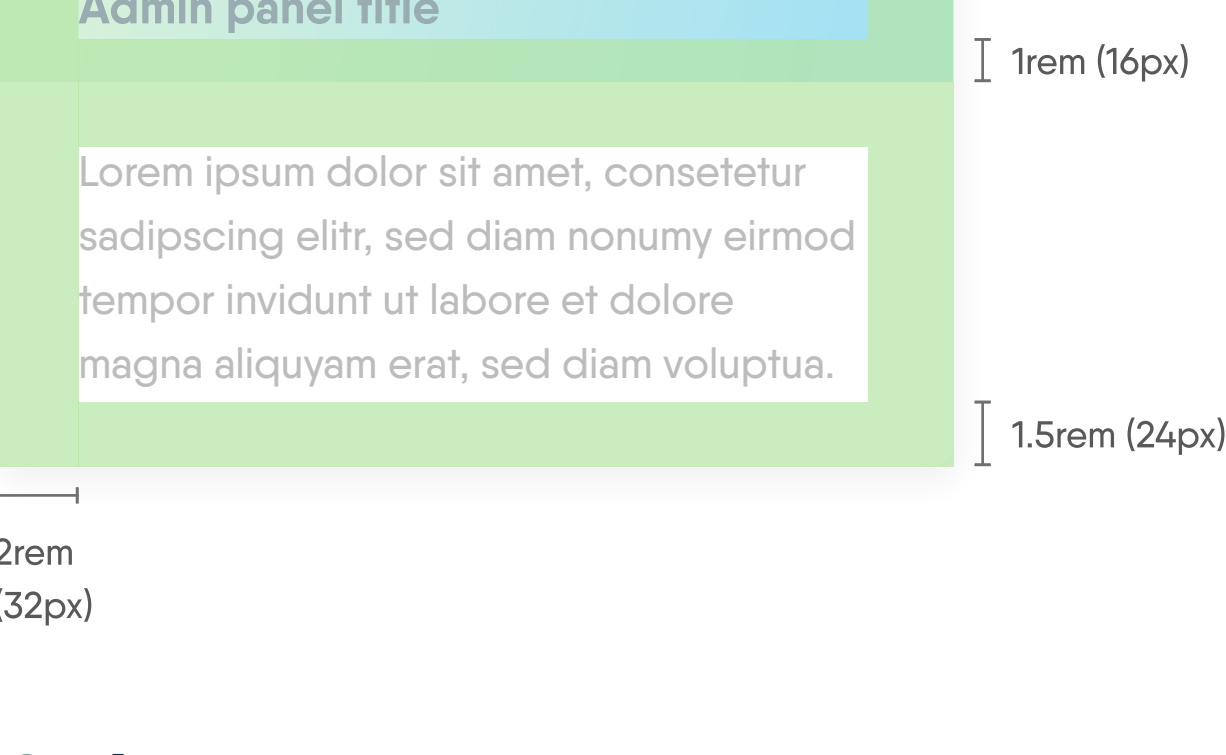 Admin panel title
1rem (16px)
Lorem ipsum dolor sit amet, consetetur
sadipscing elitr, sed diam nonumy eirmod
tempor invidunt ut labore et dolore
magna aliquyam erat, sed diam voluptua.
1.5rem (24px)
2rem
(32px)